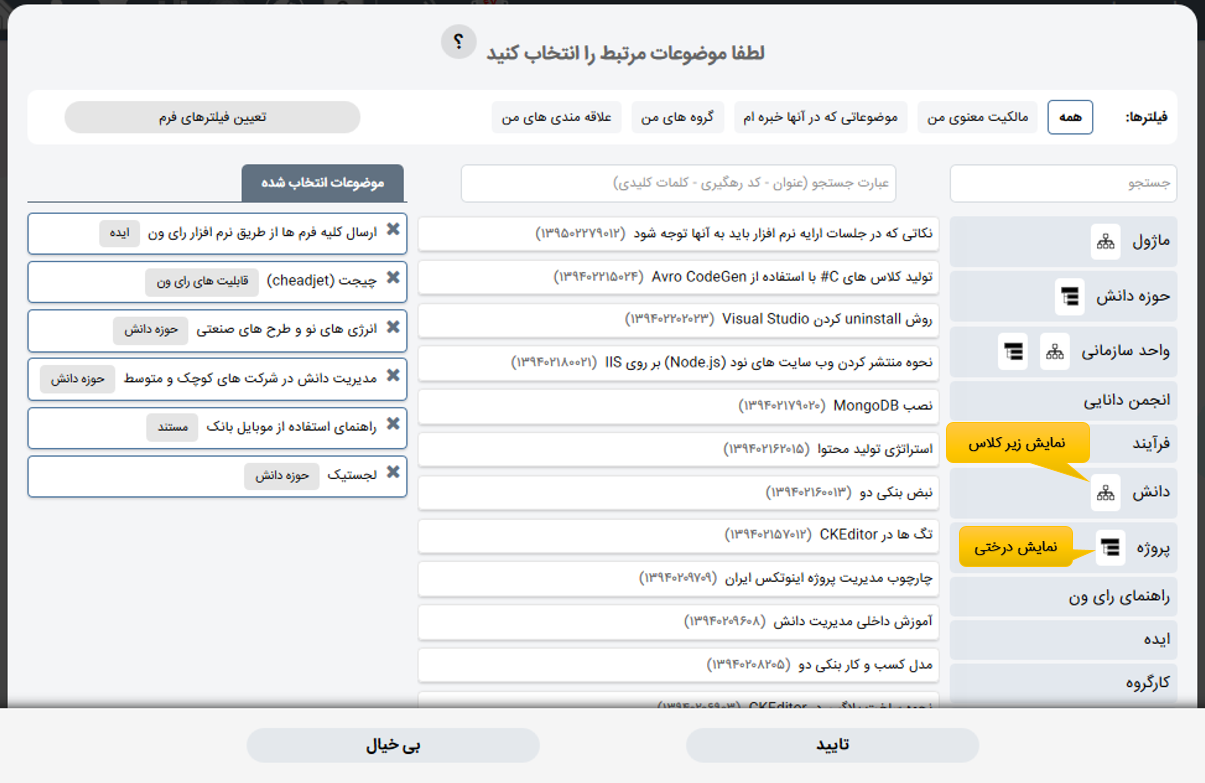 لطفا موضوعات مرتبط را انتخاب کنید ؟
فیلترها: همه مالکیت معنوی من موضوعاتی که در آنها خبره ام گروه های من علاقه مندی های من تعیین فیلترهای فرم
جستجو
ماژول
حوزه دانش
واحد سازمانی
انجمن دانایی
فرآیند
نمایش زیر کلاس
دانش
پروژه
نمایش درختی
راهنمای رای ون
ایده
کارگروه
عبارت جستجو (عنوان - کد رهگیری - کلمات کلیدی)
نکاتی که در جلسات ارایه نرم افزار باید به آنها توجه شود (۱۳۹۵۰۲۲۷۹۰۱۲)
تولید کلاس های C# با استفاده از Avro CodeGen (۱۳۹۴۰۲۲۱۵۰۲۴)
روش uninstall کردن Visual Studio (۱۳۹۴۰۲۲۰۲۰۲۳)
نحوه منتشر کردن وب سایت های نود (Node.js) بر روی IIS (۱۳۹۴۰۲۱۸۰۰۲۱)
نصب MongoDB (۱۳۹۴۰۲۱۷۹۰۲۰)
استراتژی تولید محتوا (۱۳۹۴۰۲۱۶۲۰۱۵)
نبض بنکی دو (۱۳۹۴۰۲۱۶۰۰۱۳)
تگ ها در CKEditor (۱۳۹۴۰۲۱۵۷۰۱۲)
چارچوب مدیریت پروژه اینوتکس ایران (۱۳۹۴۰۲۰۹۷۰۹)
آموزش داخلی مدیریت دانش (۱۳۹۴۰۲۰۹۶۰۸)
مدل کسب و کار بنکی دو (۱۳۹۴۰۲۰۸۲۰۵)
موضوعات انتخاب شده
ارسال کلیه فرم ها از طریق نرم افزار رای ون ایده
چیجت (cheadjet) قابلیت های رای ون
انرژی های نو و طرح های صنعتی حوزه دانش
مدیریت دانش در شرکت های کوچک و متوسط حوزه دانش
راهنمای استفاده از موبایل بانک مستند
لجستیک حوزه دانش
تایید بی خیال